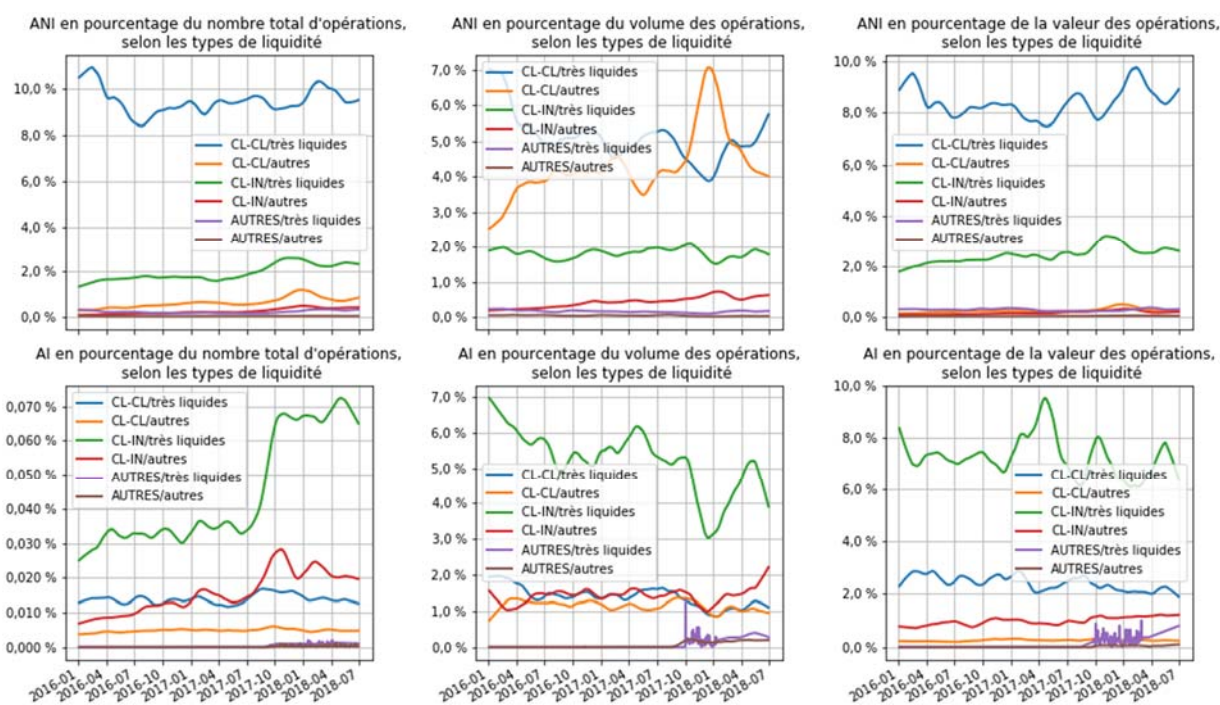 ANI en pourcentage du nombre total d'opérations,
selon les types de liquidité
10,0 %
8,0 %
6,0 %
4,0 %
2,0 %
0,0 %
CL-CL/très liquides
CL-CL/autres
CL-IN/très liquides
CL-IN/autres
AUTRES/très liquides
AUTRES/autres
ANI en pourcentage du volume des opérations,
selon les types de liquidité
7,0 %
6,0 %
5,0 %
4,0 %
3,0 %
2,0 %
1,0 %
0,0 %
CL-CL/très liquides
CL-CL/autres
CL-IN/très liquides
CL-IN/autres
AUTRES/très liquides
AUTRES/autres
ANI en pourcentage de la valeur des opérations,
selon les types de liquidité
10,0 %
8,0 %
6,0 %
4,0 %
2,0 %
0,0 %
CL-CL/très liquides
CL-CL/autres
CL-IN/très liquides
CL-IN/autres
AUTRES/très liquides
AUTRES/autres
AI en pourcentage du nombre total d'opérations,
selon les types de liquidité
0,070 %
0,060 %
0,050 %
0,040 %
0,030 %
0,020 %
0,010 %
0,000 %
CL-CL/très liquides
CL-CL/autres
CL-IN/très liquides
CL-IN/autres
AUTRES/très liquides
AUTRES/autres
2016-01
2016-04
2016-07
2016-10
2017-01
2017-04
2017-07
2017-10
2018-01
2018-04
2018-07
AI en pourcentage du volume des opérations,
selon les types de liquidité
7,0 %
6,0 %
5,0 %
4,0 %
3,0 %
2,0 %
1,0 %
0,0 %
CL-CL/très liquides
CL-CL/autres
CL-IN/très liquides
CL-IN/autres
AUTRES/très liquides
AUTRES/autres
2016-01
2016-04
2016-07
2016-10
2017-01
2017-04
2017-07
2017-10
2018-01
2018-04
2018-07
AI en pourcentage de la valeur des opérations,
selon les types de liquidité
10,0 %
8,0 %
6,0 %
4,0 %
2,0 %
0,0 %
CL-CL/très liquides
CL-CL/autres
CL-IN/très liquides
CL-IN/autres
AUTRES/très liquides
AUTRES/autres
2016-01
2016-04
2016-07
2016-10
2017-01
2017-04
2017-07
2017-10
2018-01
2018-04
2018-07